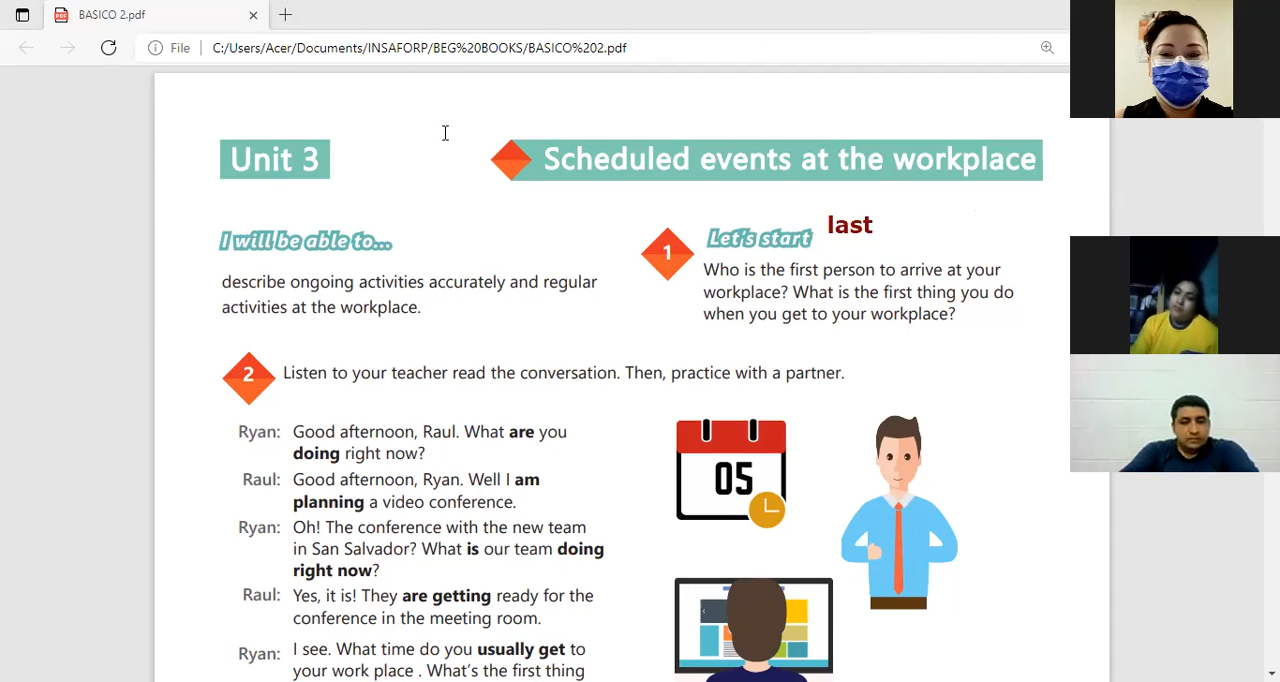 BASICO 2.pdf
File
C:/Users/Acer/Documents/INSAFORP/BEG%20BOOKS/BASICO%202.pdf
Unit 3
Scheduled events at the workplace
I will be able to...
describe ongoing activities accurately and regular
activities at the workplace.
1
Let's start
last
Who is the first person to arrive at your
workplace? What is the first thing you do
when you get to your workplace?
2
Listen to your teacher read the conversation. Then, practice with a partner.
Ryan: Good afternoon, Raul. What are you
doing right now?
Raul: Good afternoon, Ryan. Well I am
planning a video conference.
Ryan: Oh! The conference with the new team
in San Salvador? What is our team doing
right now?
Raul: Yes, it is! They are getting ready for the
conference in the meeting room.
Ryan: I see. What time do you usually get to
your work place . What's the first thing
05